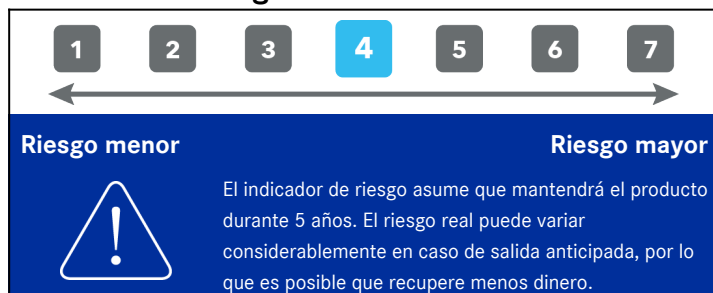 1 2 3 4 5 6 7
Riesgo menor Riesgo mayor
El indicador de riesgo asume que mantendrá el producto
durante 5 años. El riesgo real puede variar
considerablemente en caso de salida anticipada, por lo
que es posible que recupere menos dinero.